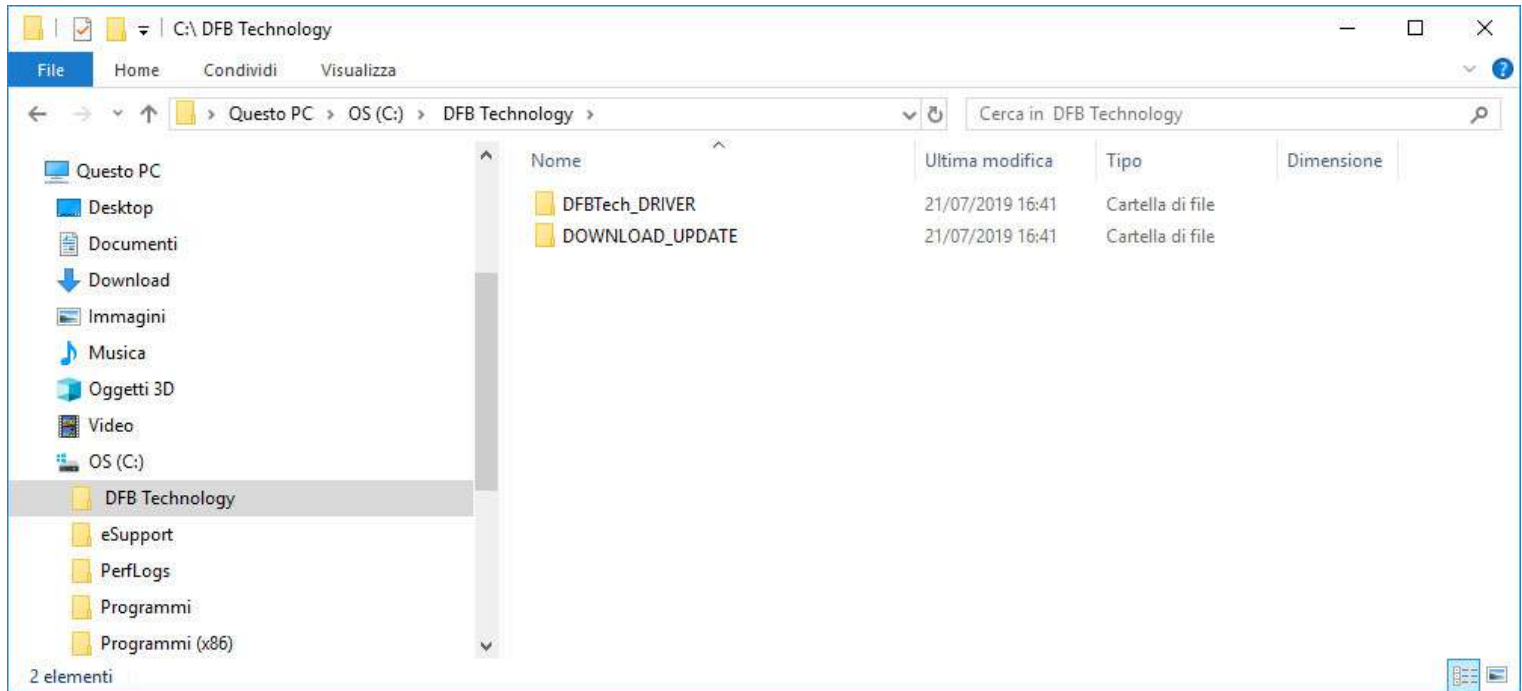 C:\ DFB Technology
File Home Condividi Visualizza
Questo PC > OS (C:) > DFB Technology >
Cerca in DFB Technology
Nome Ultima modifica Tipo Dimensione
Questo PC
Desktop
Documenti
Download
Immagini
Musica
Oggetti 3D
Video
OS (C:)
DFB Technology
eSupport
PerfLogs
Programmi
Programmi (x86)
DFBTech_DRIVER 21/07/2019 16:41 Cartella di file
DOWNLOAD_UPDATE 21/07/2019 16:41 Cartella di file
2 elementi